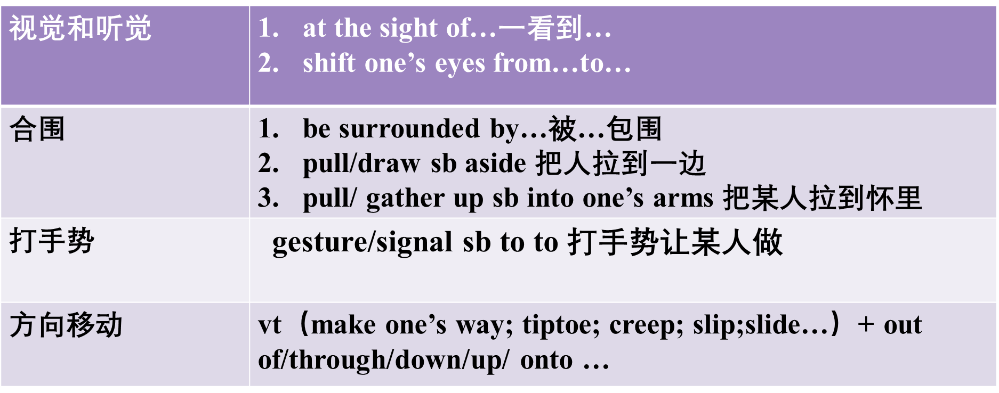 视觉和听觉
1. at the sight of…一看到…
2. shift one’s eyes from…to…
合围
1. be surrounded by…被…包围
2. pull/draw sb aside 把人拉到一边
3. pull/ gather up sb into one’s arms 把某人拉到怀里
打手势
gesture/signal sb to to 打手势让某人做
方向移动
vt（make one’s way; tiptoe; creep; slip;slide…）+ out
of/through/down/up/ onto …